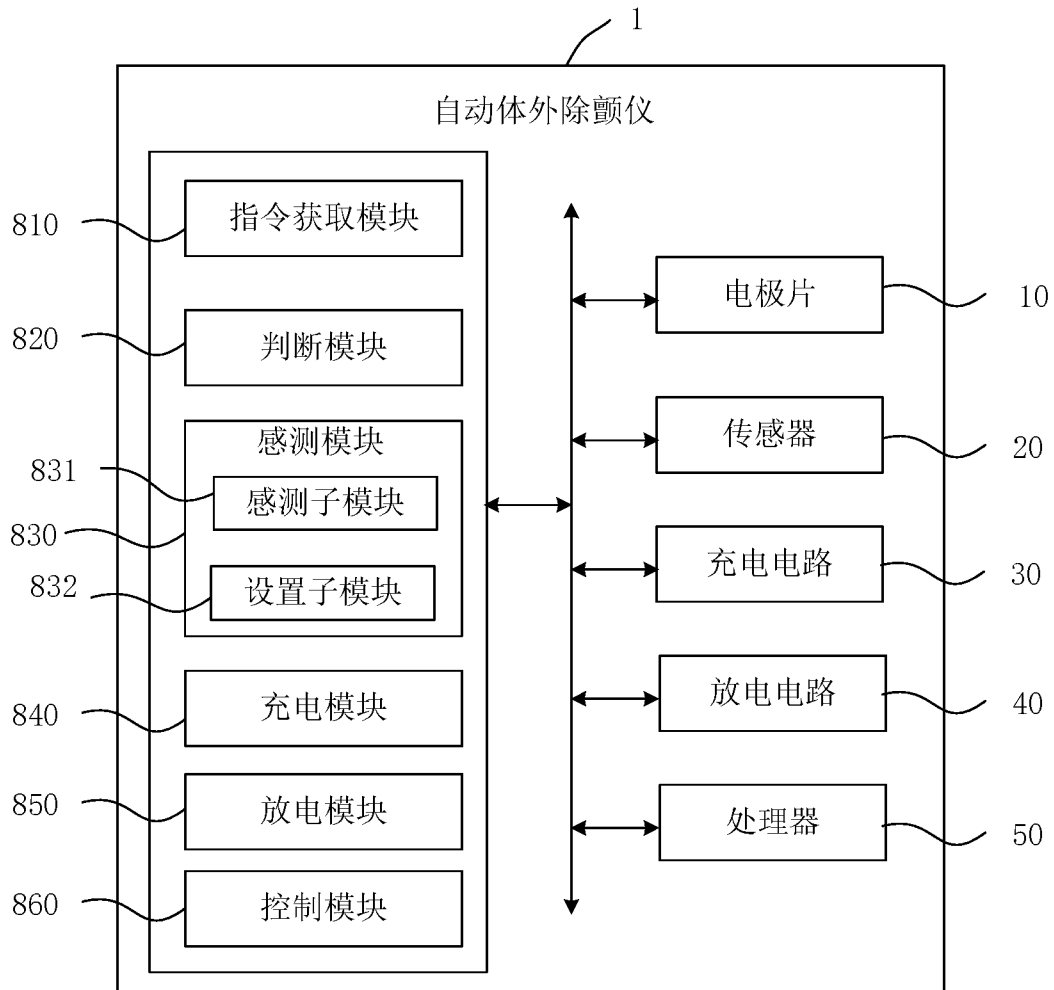 1
自动体外除颤仪
810
指令获取模块
820
判断模块
感测模块
831
感测子模块
830
832
设置子模块
840
充电模块
850
放电模块
860
控制模块
电极片
10
传感器
20
充电电路
30
放电电路
40
处理器
50